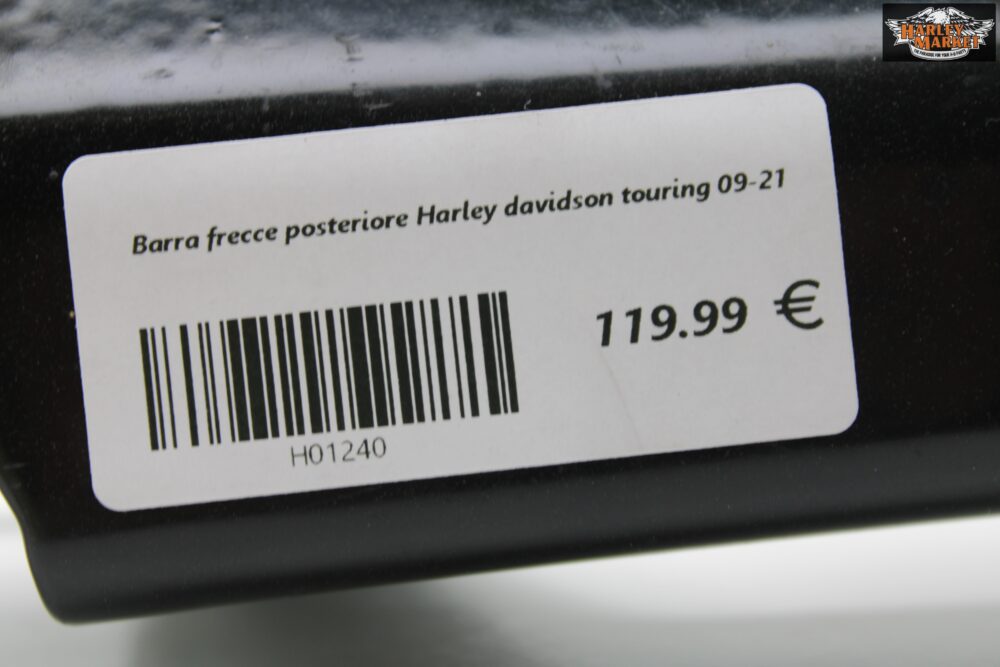 HARLEY
MARKET
Barra frecce posteriore Harley davidson touring 09-21
119.99 €
H01240